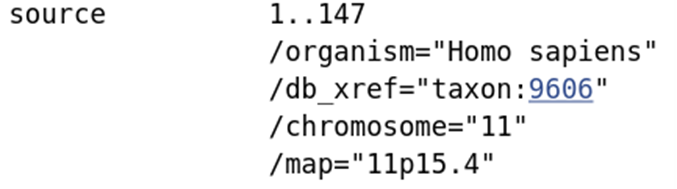 source 1..147
/organism="Homo sapiens"
/db_xref="taxon:9606"
/chromosome="11"
/map="11p15.4"